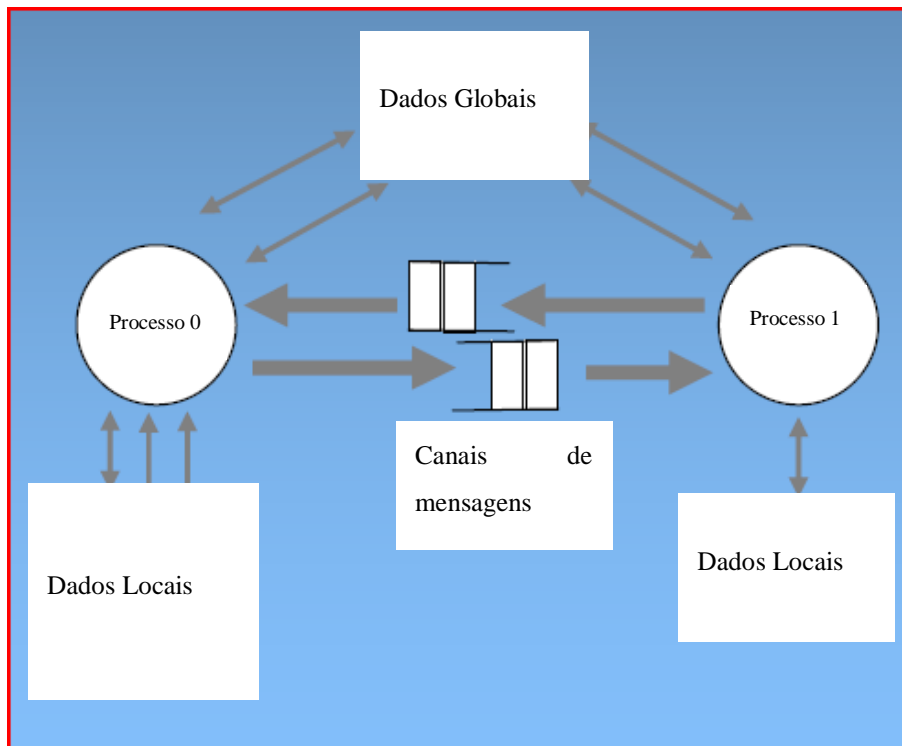 Dados Globais
Processo 0
Processo 1
Canais de
mensagens
Dados Locais
Dados Locais